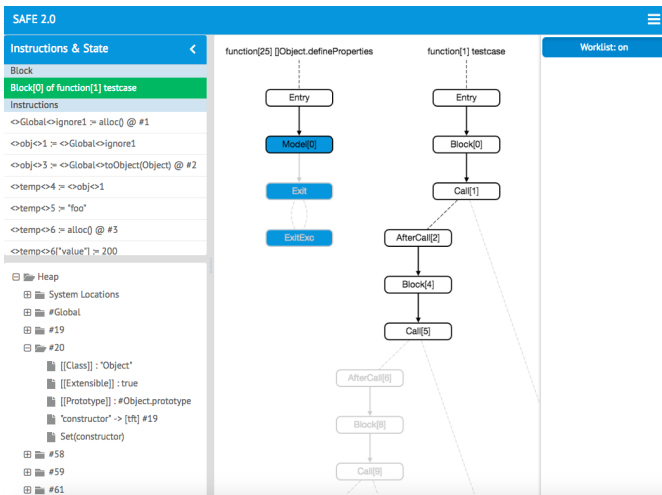 SAFE 2.0
Instructions & State
Block
Block[0] of function[1] testcase
Instructions
<>Global<>ignore1 := alloc() @ #1
<>obj<>1 := <>Global<>ignore1
<>obj<>3 := <>Global<>toObject(Object) @ #2
<>temp<>4 := <>obj<>1
<>temp<>5 := "foo"
<>temp<>6 := alloc() @ #3
<>temp<>6["value"] := 200
Heap
System Locations
#Global
#19
#20
[[Class]] : "Object"
[[Extensible]] : true
[[Prototype]] : #Object.prototype
"constructor" -> [tft] #19
Set(constructor)
#58
#59
#61
function[25] []Object.defineProperties
Entry
Model[0]
Exit
ExitExc
function[1] testcase
Entry
Block[0]
Call[1]
AfterCall[2]
Block[4]
Call[5]
AfterCall[6]
Block[8]
Call[9]
Worklist: on